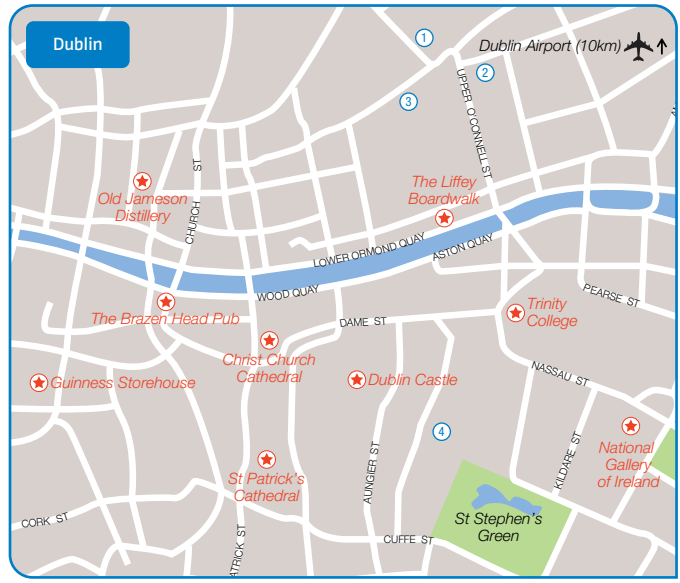 Dublin
1
Dublin Airport (10km)
2
3
UPPER O'CONNELL ST
CHURCH ST
Old Jameson
Distillery
The Liffey
Boardwalk
LOWER ORMOND QUAY
ASTON QUAY
WOOD QUAY
PEARSE ST
The Brazen Head Pub
DAME ST
Trinity
College
Christ Church
Cathedral
Guinness Storehouse
Dublin Castle
NASSAU ST
4
AUNGIER ST
KILDARE ST
National
Gallery
of Ireland
St Patrick's
Cathedral
CORK ST
ATRICK ST
CUFFE ST
St Stephen's
Green